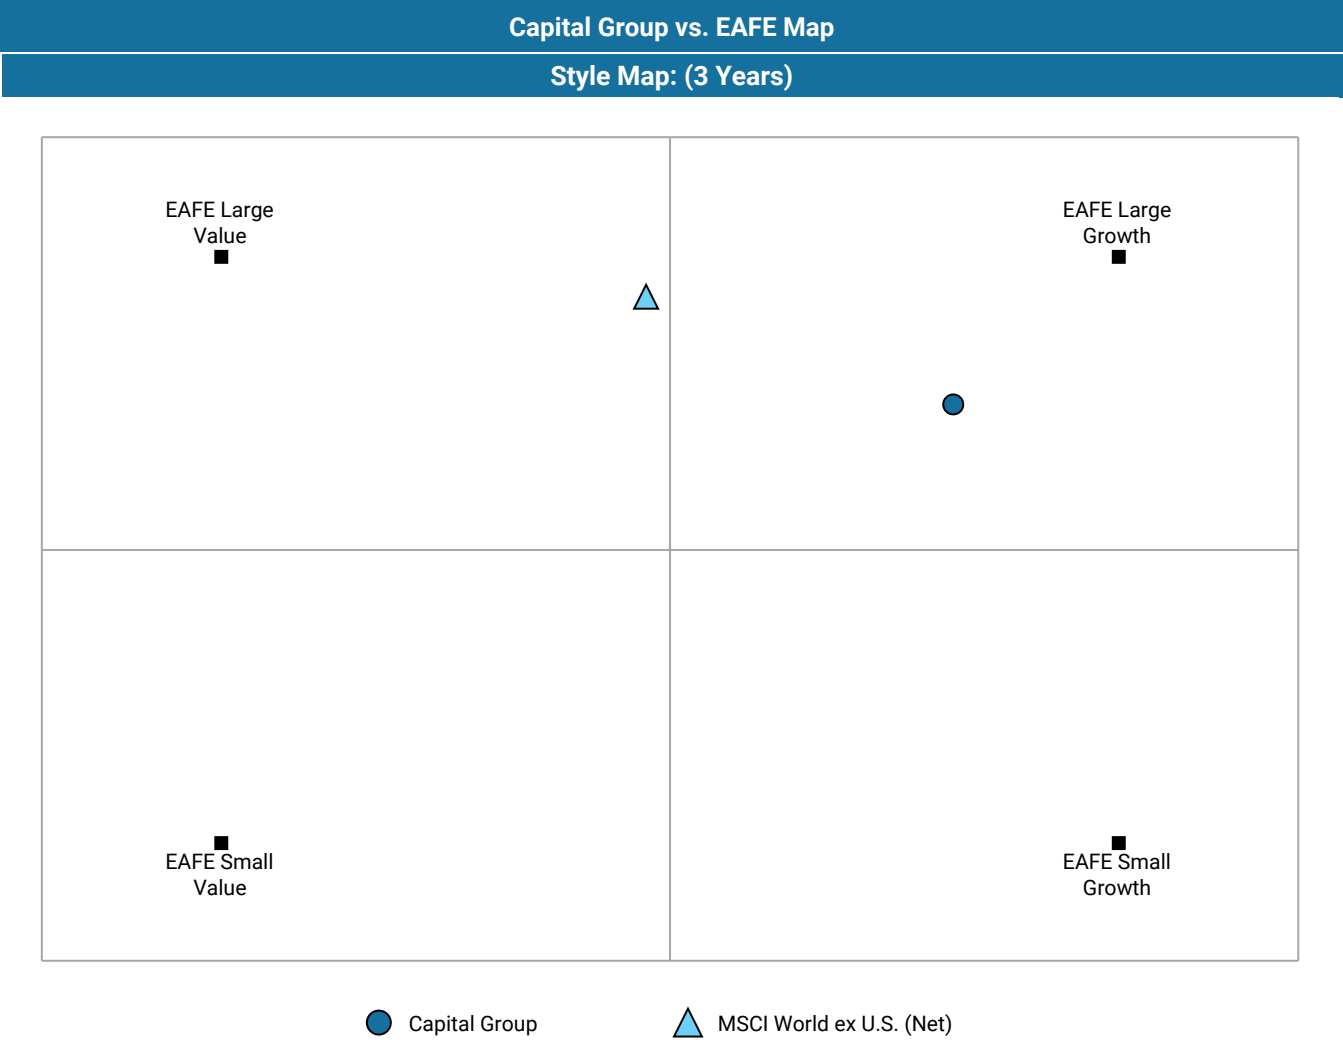 Capital Group vs. EAFE Map
Style Map: (3 Years)
EAFE Large
Value
EAFE Large
Growth
EAFE Small
Value
EAFE Small
Growth
Capital Group
MSCI World ex U.S. (Net)